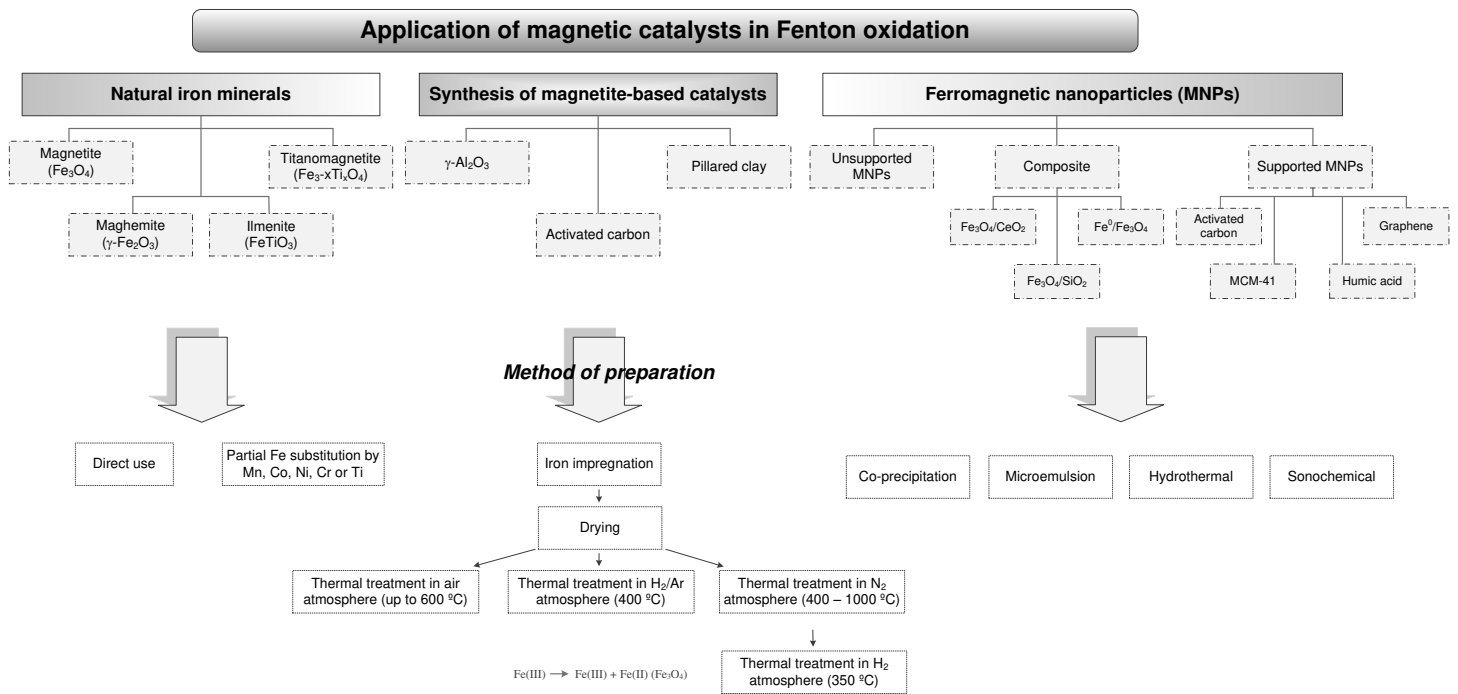 Application of magnetic catalysts in Fenton oxidation
Natural iron minerals
Magnetite
(Fe₃O₄)
Titanomagnetite
(Fe₃-xTiₓO₄)
Maghemite
(γ-Fe₂O₃)
Ilmenite
(FeTiO₃)
Synthesis of magnetite-based catalysts
γ-Al₂O₃
Pillared clay
Activated carbon
Ferromagnetic nanoparticles (MNPs)
Unsupported
MNPs
Composite
Supported MNPs
Fe₃O₄/CeO₂
Fe⁰/Fe₃O₄
Fe₃O₄/SiO₂
Activated
carbon
Graphene
MCM-41
Humic acid
Method of preparation
Direct use
Partial Fe substitution by
Mn, Co, Ni, Cr or Ti
Iron impregnation
Drying
Thermal treatment in air
atmosphere (up to 600 ºC)
Thermal treatment in H₂/Ar
atmosphere (400 ºC)
Thermal treatment in N₂
atmosphere (400 – 1000 ºC)
Thermal treatment in H₂
atmosphere (350 ºC)
Fe(III) → Fe(III) + Fe(II) (Fe₃O₄)
Co-precipitation
Microemulsion
Hydrothermal
Sonochemical